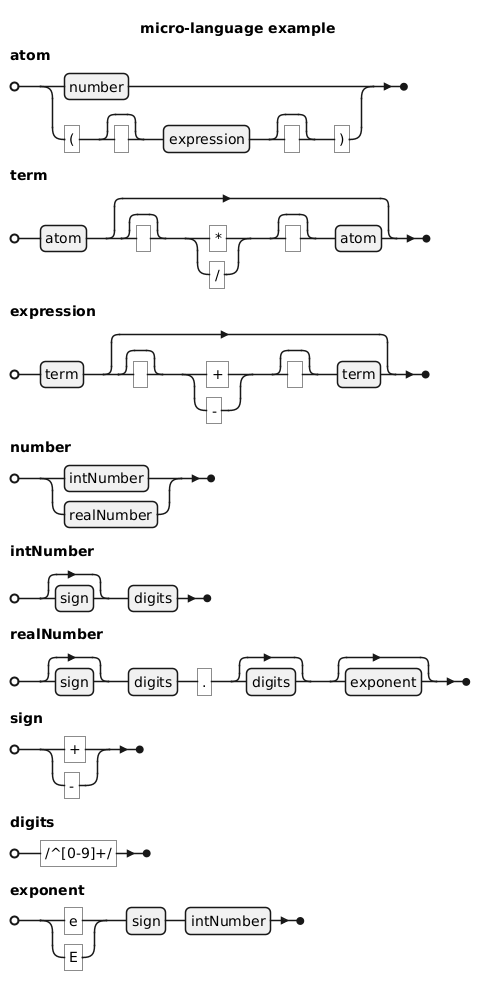 micro-language example
atom
number
( expression )
term
*
atom atom
/
expression
term + term
-
number
intNumber
realNumber
intNumber
sign digits
realNumber
sign digits . digits exponent
sign
+
-
digits
/^[0-9]+/
exponent
e sign intNumber
E